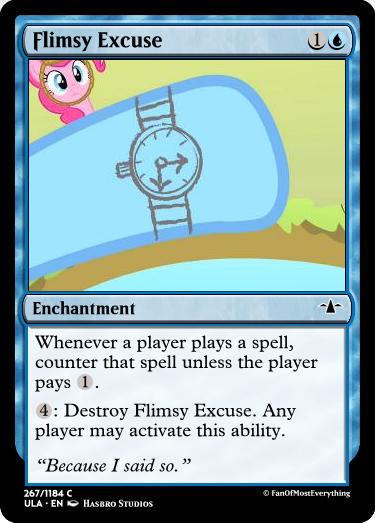 Flimsy Excuse 1
Enchantment
Whenever a player plays a spell,
counter that spell unless the player
pays 1.
4: Destroy Flimsy Excuse. Any
player may activate this ability.
“Because I said so.”
267/1184 C
ULA • EN Hasbro Studios © FanOfMostEverything